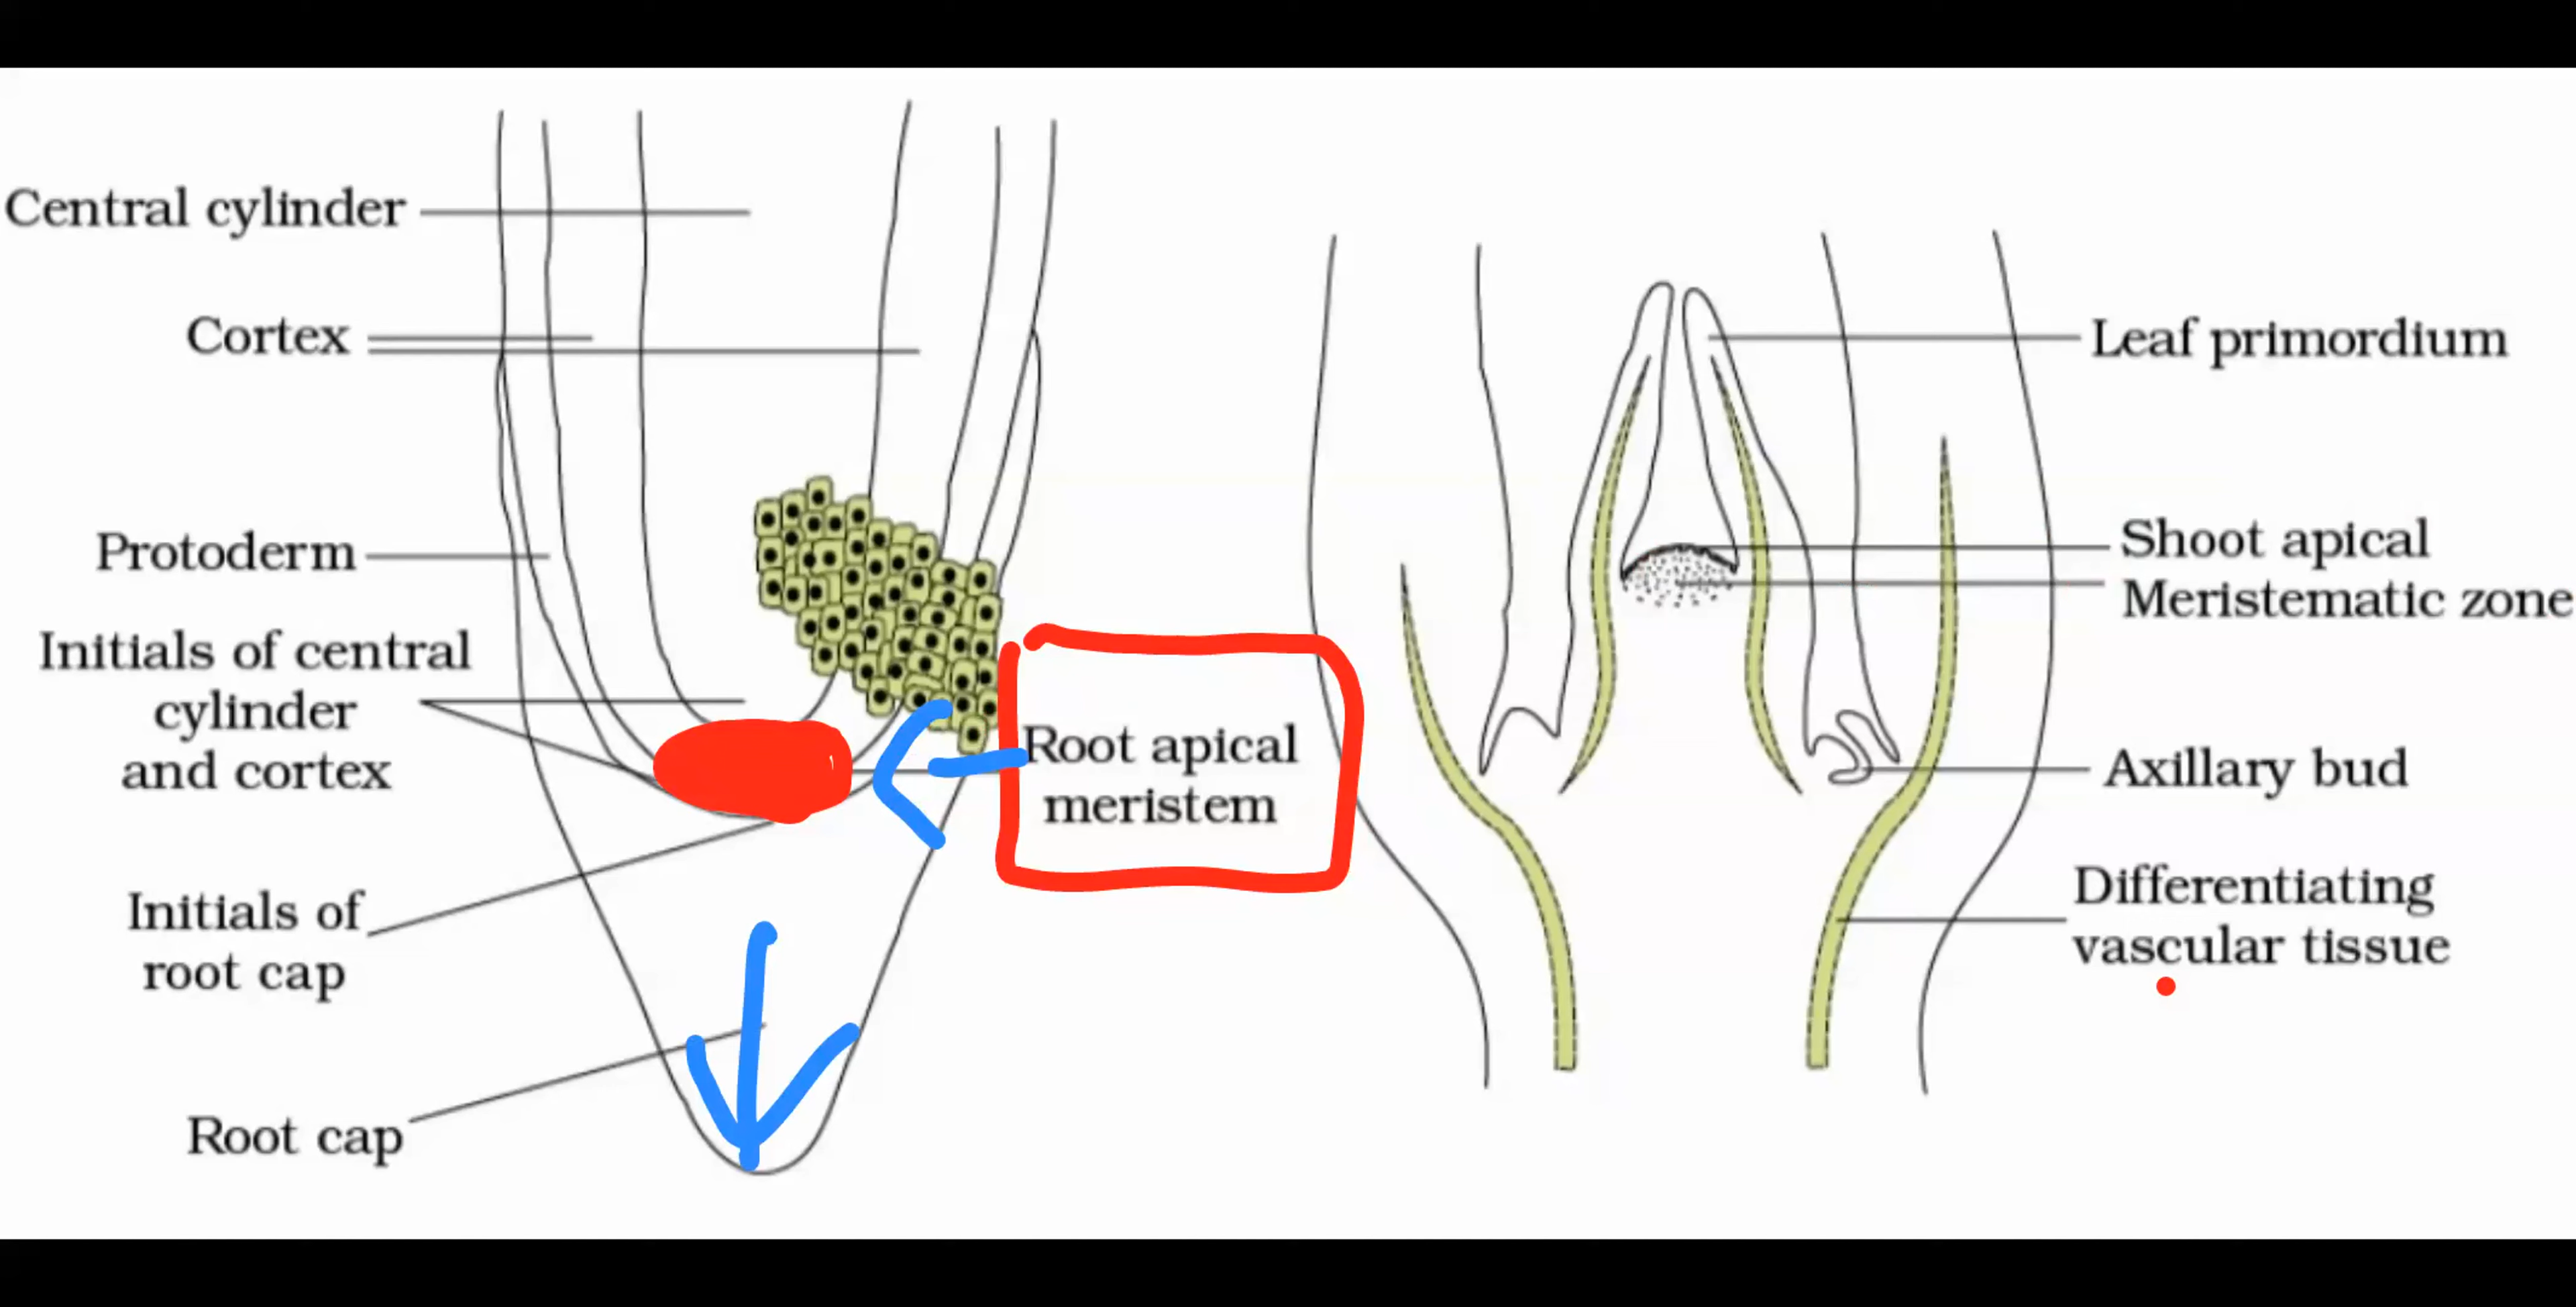 Central cylinder
Cortex
Protoderm
Initials of central
cylinder
and cortex
Initials of
root cap
Root cap
Root apical
meristem
Leaf primordium
Shoot apical
Meristematic zone
Axillary bud
Differentiating
vascular tissue